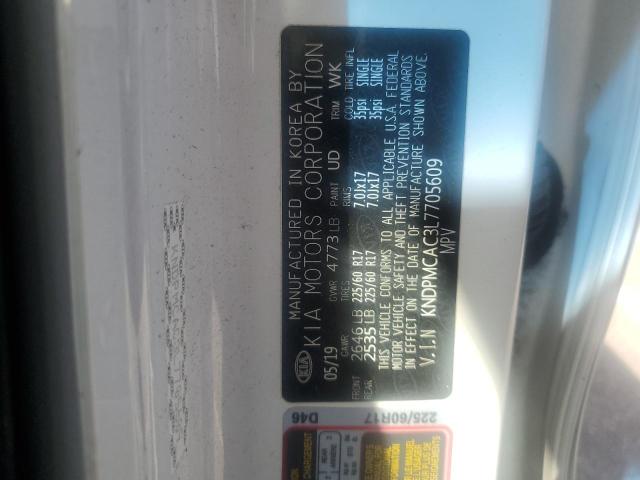 MANUFACTURED IN KOREA BY
KIA MOTORS CORPORATION
KIA
05/19 GVWR 4773 LB PAINT UD TRIM WK
GAWR TIRES RIMS COLD TIRE INFL
FRONT 2646 LB 225/60 R17 7.0Jx17 35psi SINGLE
REAR 2535 LB 225/60 R17 7.0Jx17 35psi SINGLE
THIS VEHICLE CONFORMS TO ALL APPLICABLE U.S.A FEDERAL
MOTOR VEHICLE SAFETY AND THEFT PREVENTION STANDARDS
IN EFFECT ON THE DATE OF MANUFACTURE SHOWN ABOVE.
V.I.N KNDPMCAC3L7705609
MPV
D46 225/60R17
CHARGEMENT
REAR